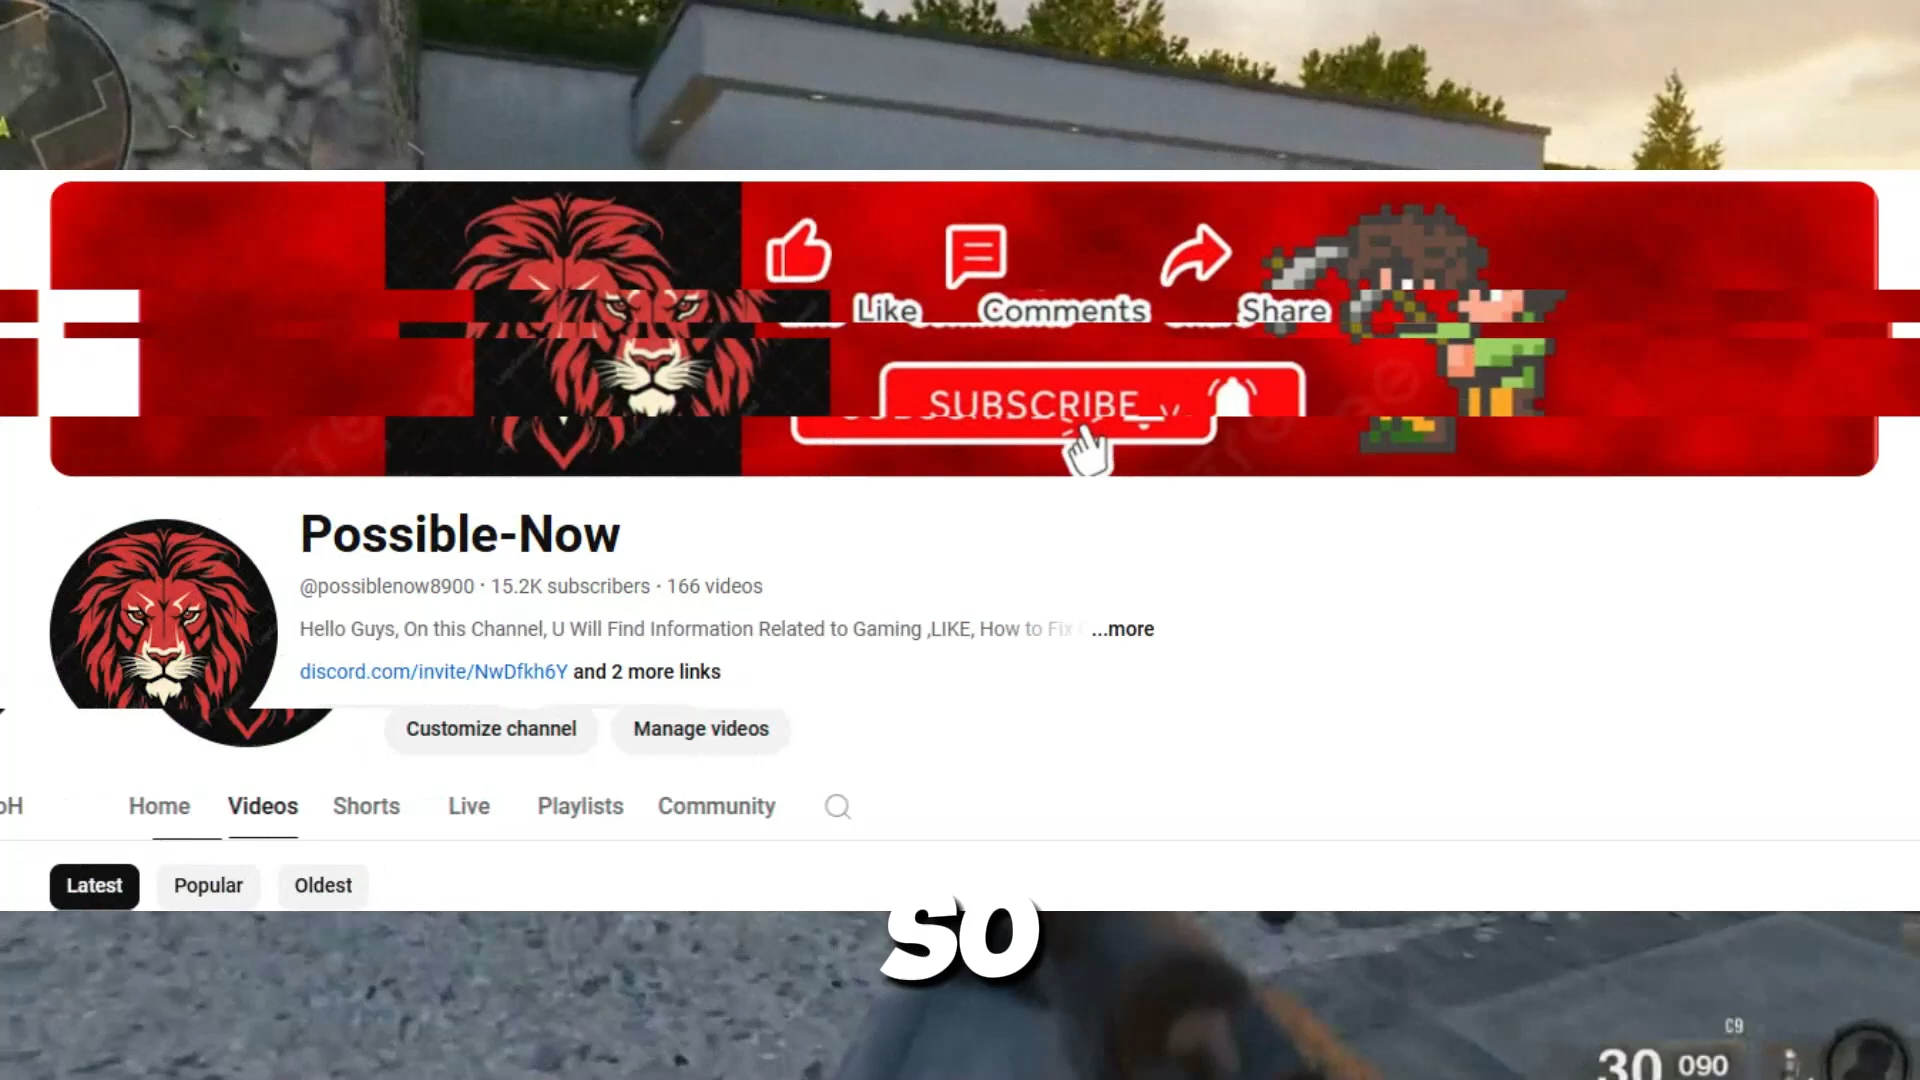 Like Comments Share
SUBSCRIBE
Possible-Now
@possiblenow8900 · 15.2K subscribers · 166 videos
Hello Guys, On this Channel, U Will Find Information Related to Gaming ,LIKE, How to Fix ...more
discord.com/invite/NwDfkh6Y and 2 more links
Customize channel Manage videos
Home Videos Shorts Live Playlists Community
Latest Popular Oldest
SO
C9
30 090